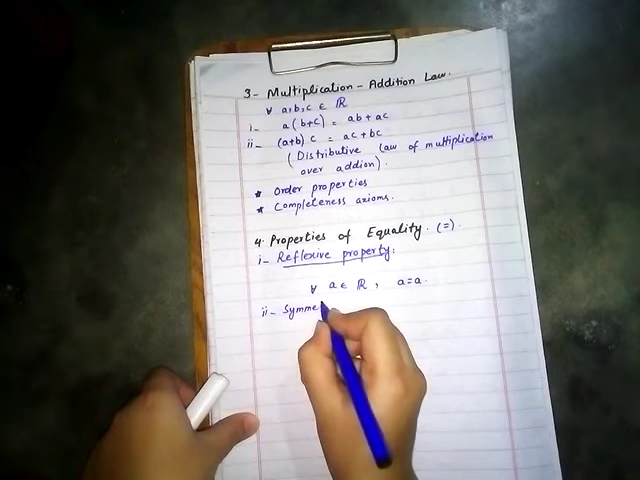 3- Multiplication - Addition Law.
∀ a,b,c ∈ ℝ
i- a(b+c) = ab + ac
ii- (a+b)c = ac + bc
(Distributive law of multiplication
over addion).
* Order properties
* Completeness axioms.
4. Properties of Equality. (=).
i- Reflexive property:
∀ a ∈ ℝ, a=a.
ii- Symme